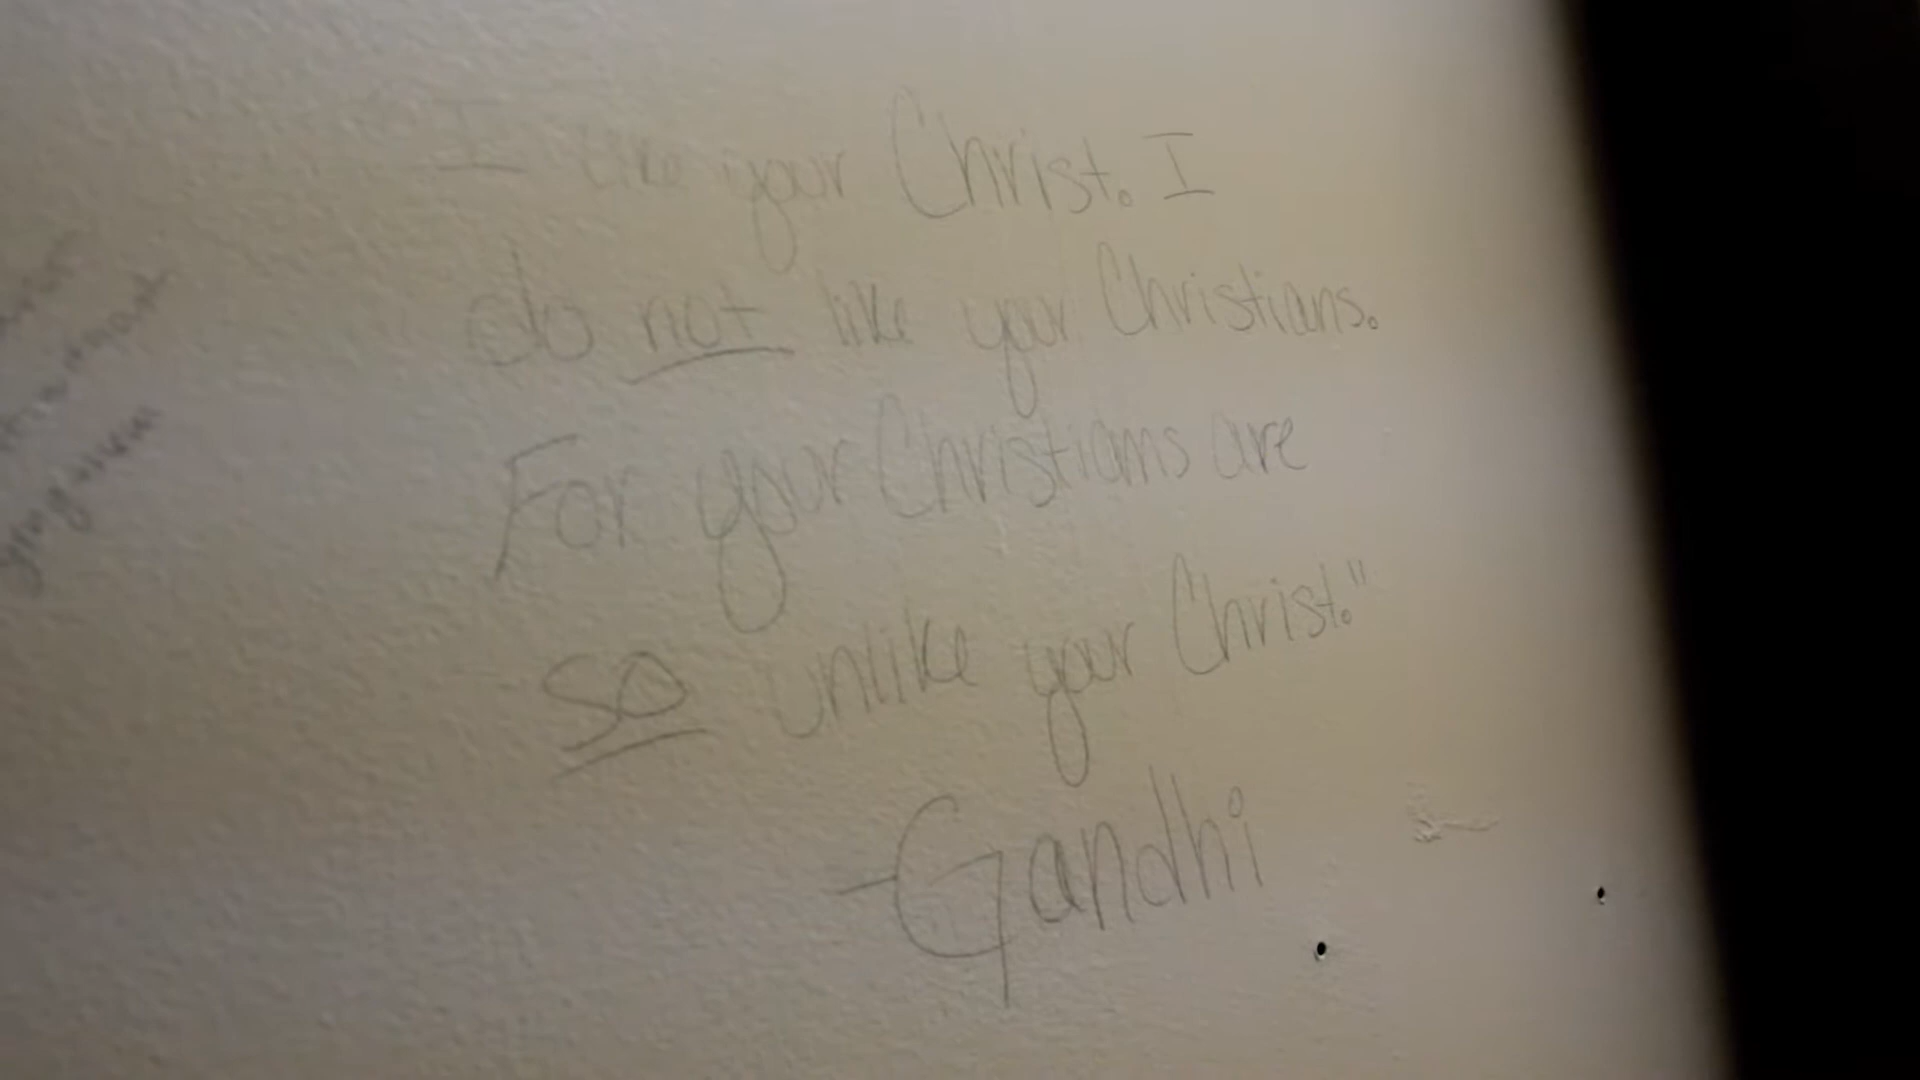 I like your Christ. I
do not like your Christians.
For your Christians are
so unlike your Christ."
-Gandhi